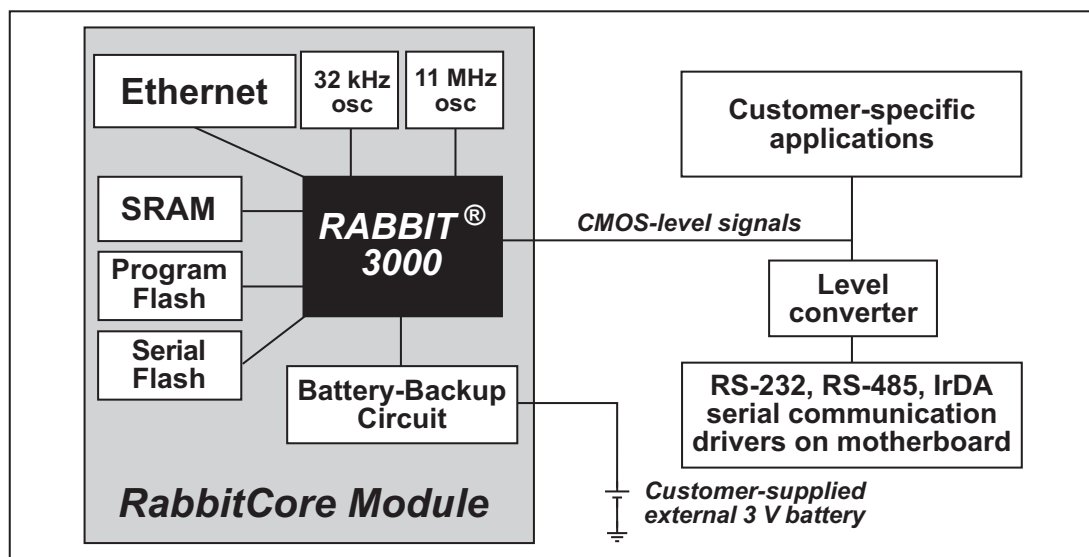 Ethernet
32 kHz
osc
11 MHz
osc
SRAM
Program
Flash
Serial
Flash
RABBIT ®
3000
Battery-Backup
Circuit
RabbitCore Module
CMOS-level signals
Customer-specific
applications
Level
converter
RS-232, RS-485, IrDA
serial communication
drivers on motherboard
Customer-supplied
external 3 V battery